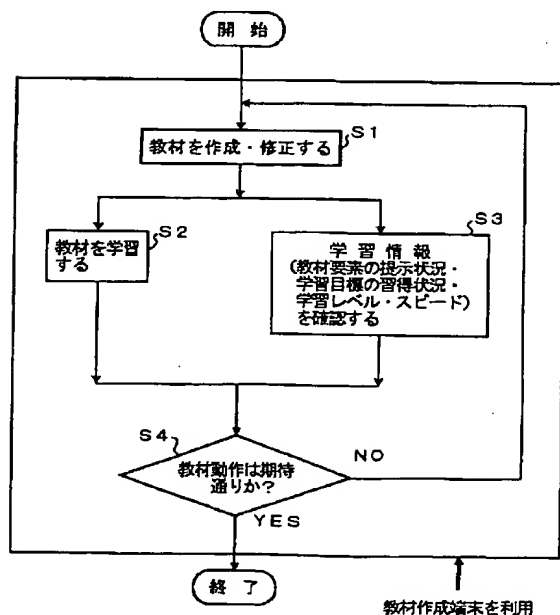 開始
S1
教材を作成・修正する
S2
教材を学習
する
S3
学習情報
(教材要素の提示状況・
学習目標の習得状況・
学習レベル・スピード)
を確認する
S4
教材動作は期待
通りか?
NO
YES
終了
教材作成端末を利用